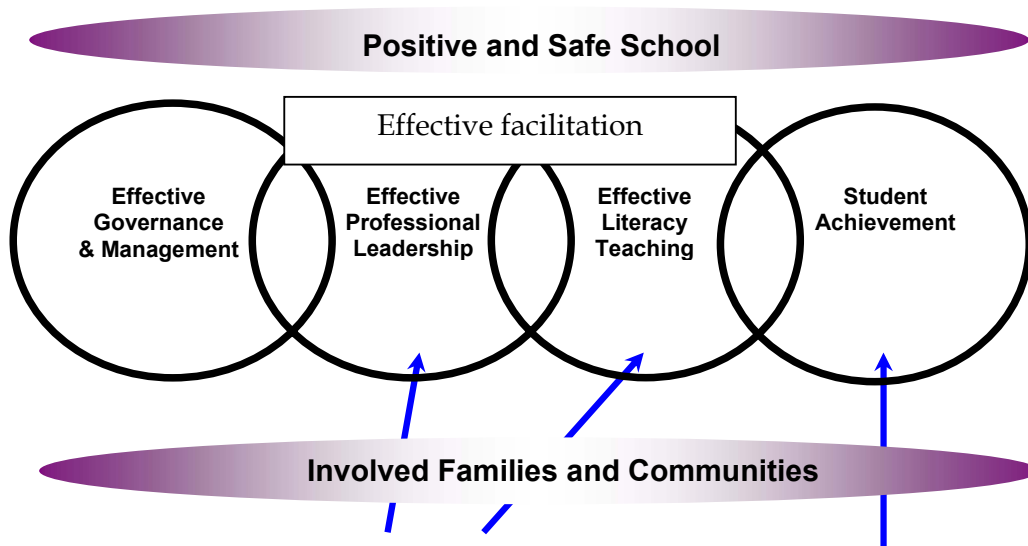 Positive and Safe School
Effective facilitation
Effective
Governance
& Management
Effective
Professional
Leadership
Effective
Literacy
Teaching
Student
Achievement
Involved Families and Communities